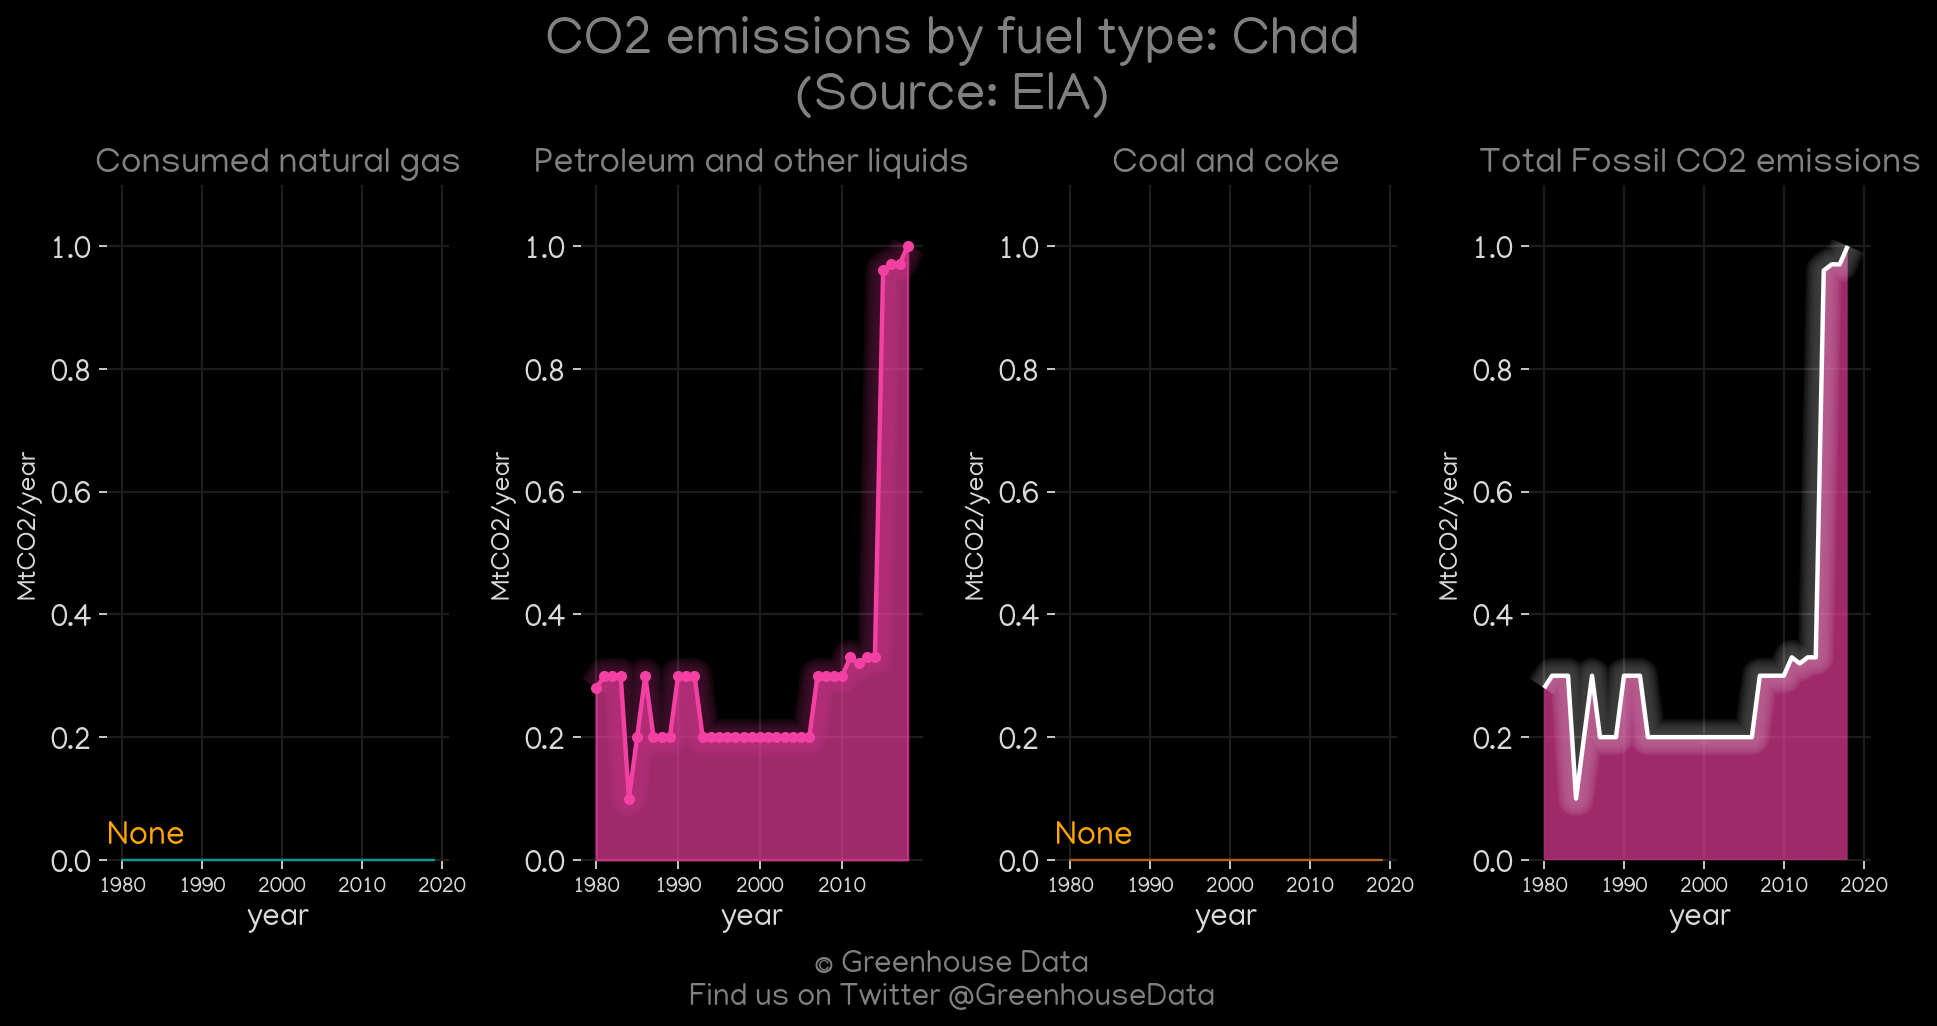 CO2 emissions by fuel type: Chad
(Source: EIA)
Consumed natural gas
Petroleum and other liquids
Coal and coke
Total Fossil CO2 emissions
MtCO2/year
1.0
0.8
0.6
0.4
0.2
0.0
None
1980 1990 2000 2010 2020
year
MtCO2/year
1.0
0.8
0.6
0.4
0.2
0.0
1980 1990 2000 2010
year
MtCO2/year
1.0
0.8
0.6
0.4
0.2
0.0
None
1980 1990 2000 2010 2020
year
MtCO2/year
1.0
0.8
0.6
0.4
0.2
0.0
1980 1990 2000 2010 2020
year
© Greenhouse Data
Find us on Twitter @GreenhouseData